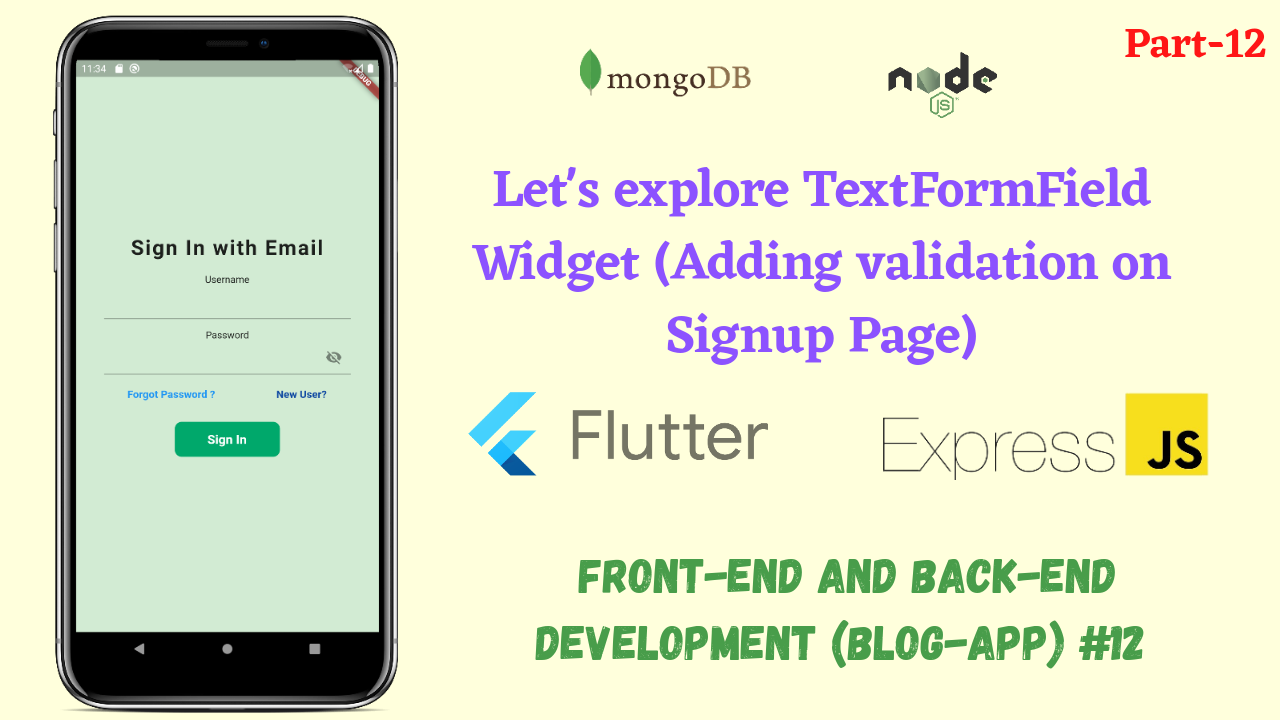 Part-12
mongoDB
node
JS
Let's explore TextFormField
Widget (Adding validation on
Signup Page)
Flutter
Express
JS
FRONT-END AND BACK-END
DEVELOPMENT (BLOG-APP) #12
11:34
Sign In with Email
Username
Password
Forgot Password ?
New User?
Sign In